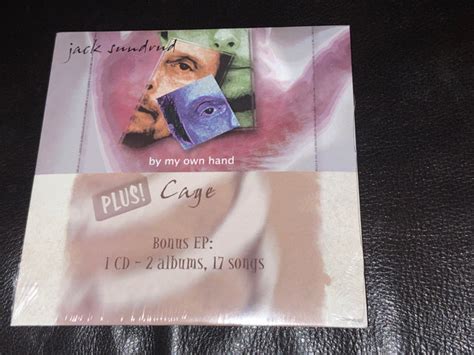 jack sundrud
by my own hand
PLUS! Cage
Bonus EP:
1 CD - 2 albums, 17 songs